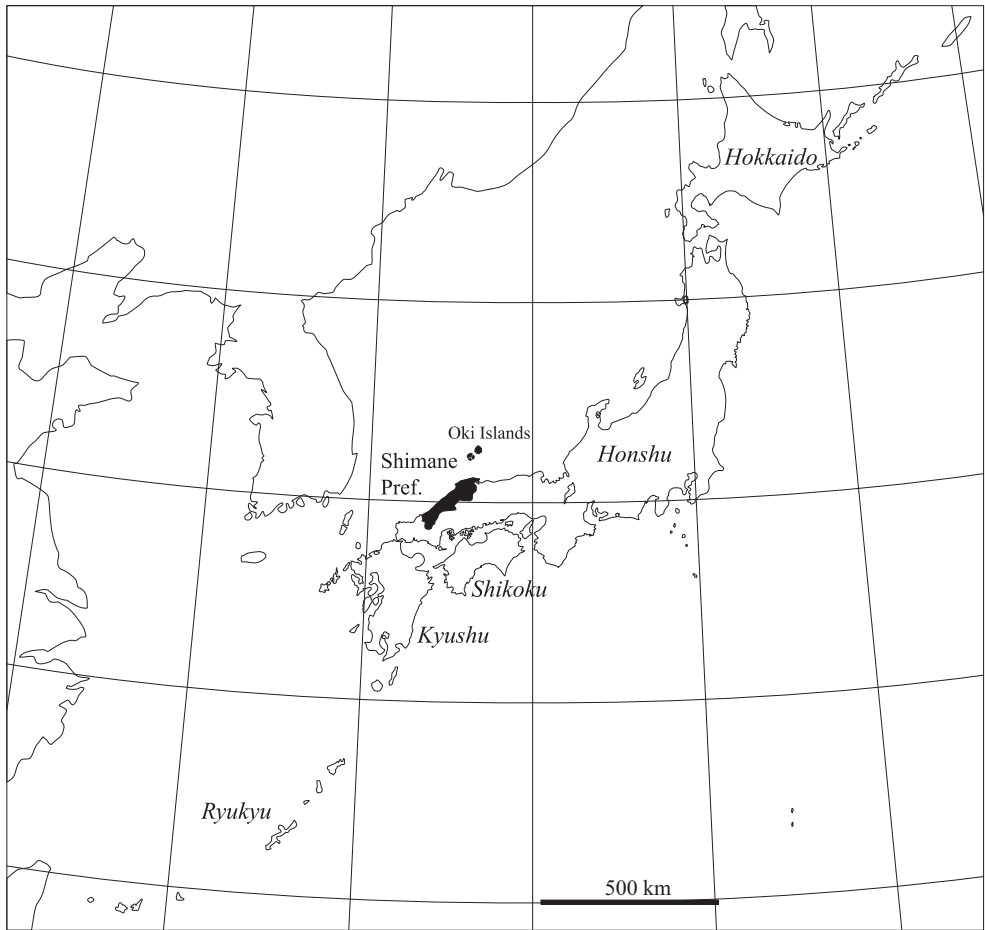 Hokkaido
Oki Islands
Shimane
Pref.
Honshu
Shikoku
Kyushu
Ryukyu
500 km